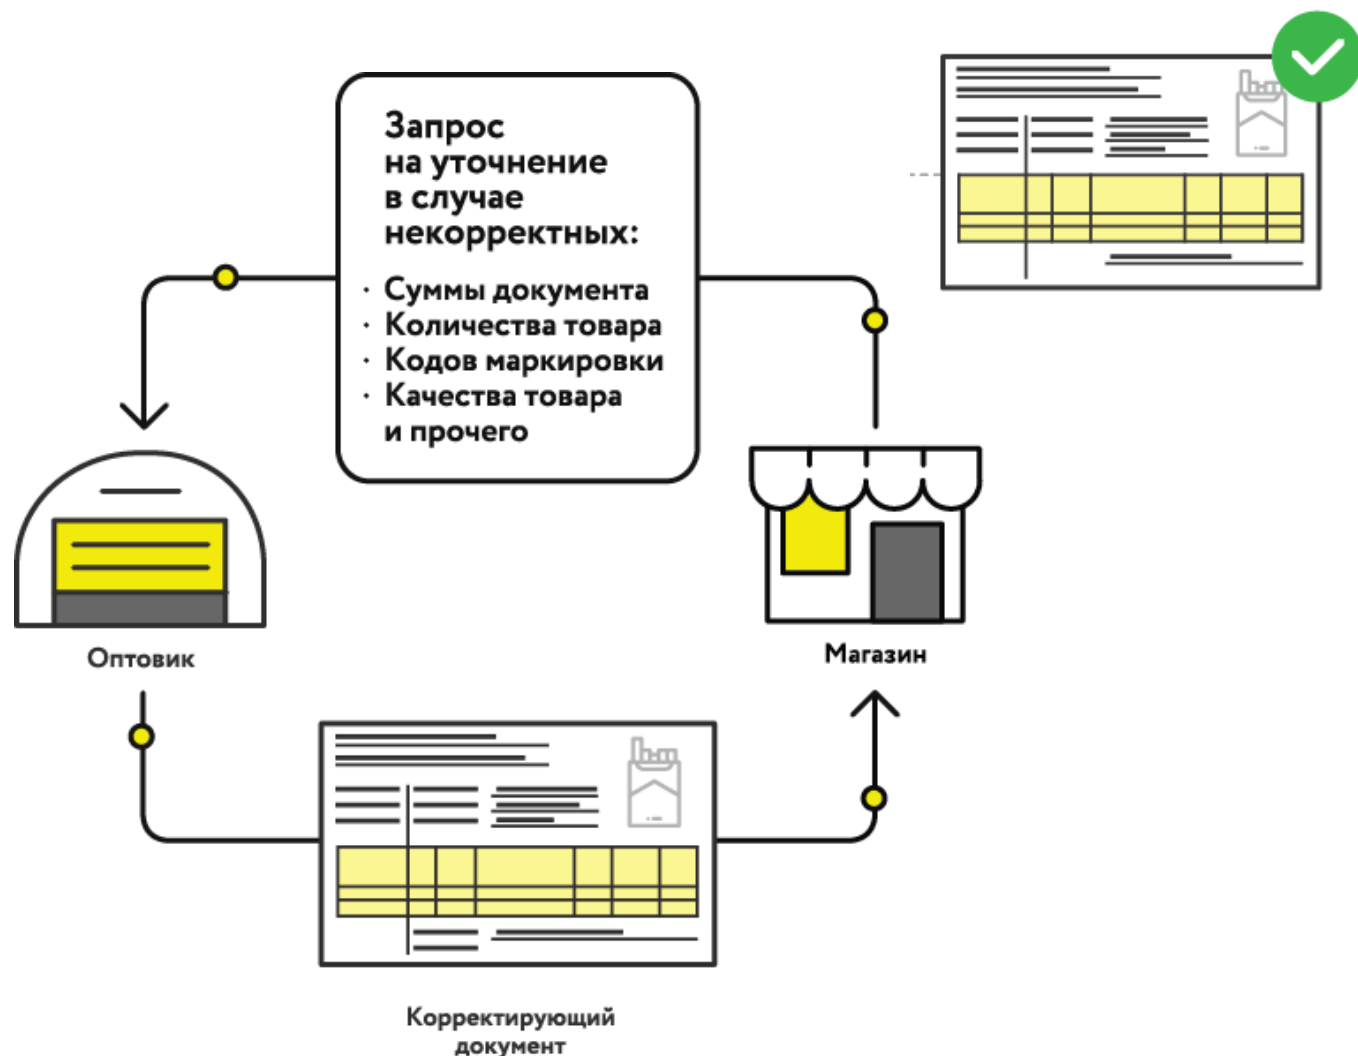 Запрос
на уточнение
в случае
некорректных:
· Суммы документа
· Количества товара
· Кодов маркировки
· Качества товара
и прочего
Оптовик
Магазин
Корректирующий
документ